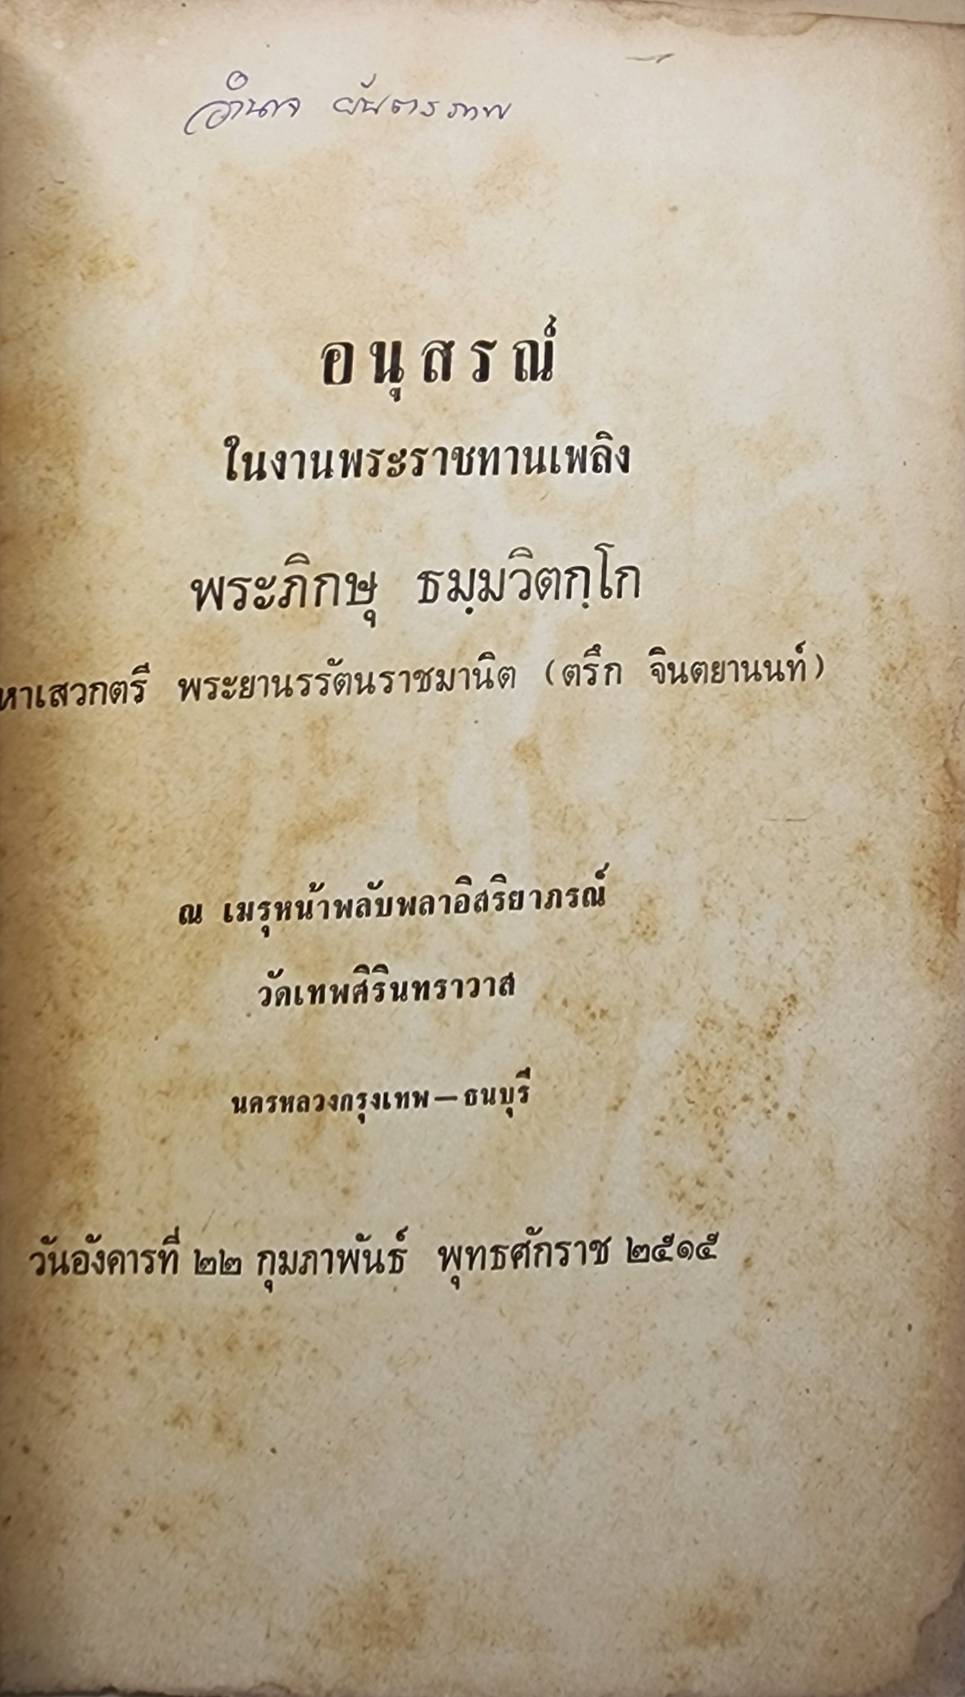 อำนาจ
อนุสรณ์
ในงานพระราชทานเพลิง
พระภิกษุ ธมฺมวิตกฺโก
หาเสวกตรี พระยานรรัตนราชมานิต (ตรึก จินตยานนท์)
ณ เมรุหน้าพลับพลาอิสริยาภรณ์
วัดเทพศิรินทราวาส
นครหลวงกรุงเทพ—ธนบุรี
วันอังคารที่ ๒๒ กุมภาพันธ์ พุทธศักราช ๒๕๑๕